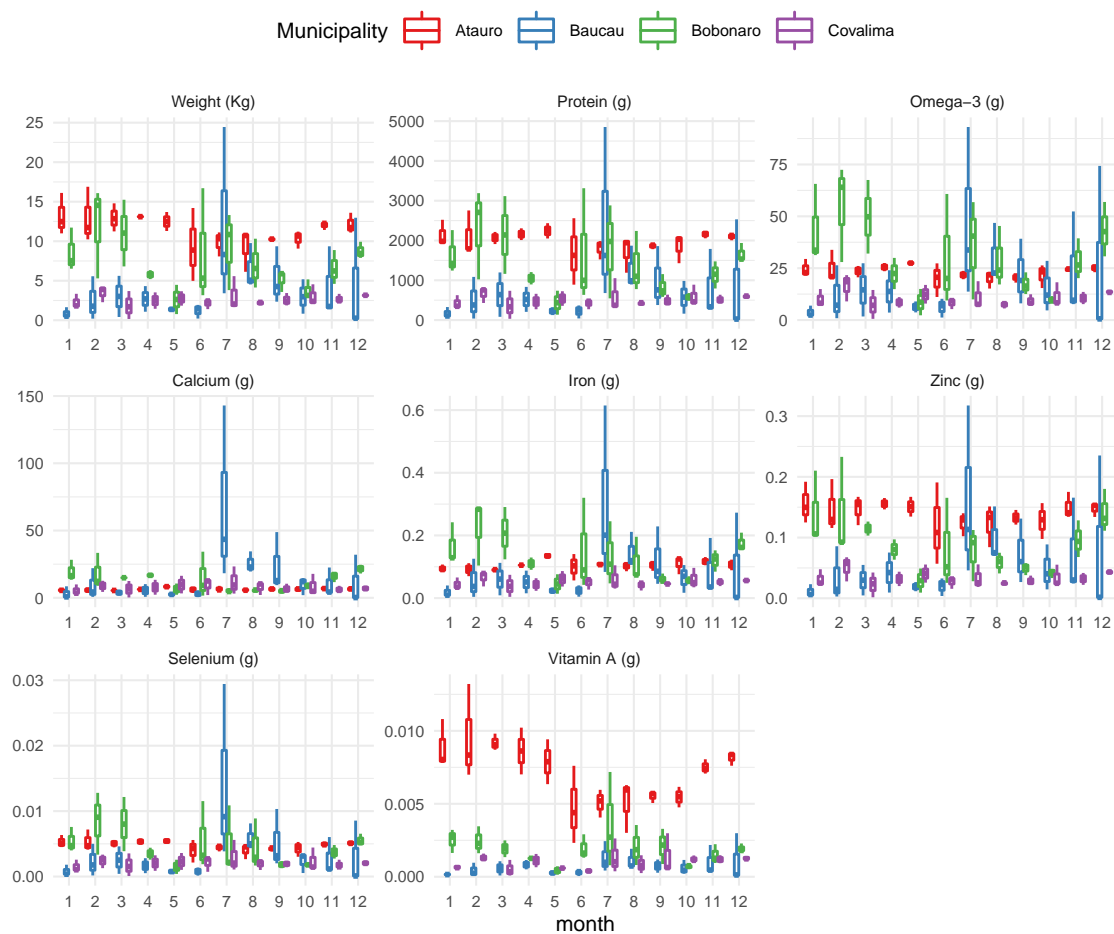 Municipality Atauro Baucau Bobonaro Covalima
Weight (Kg) Protein (g) Omega−3 (g)
25
20
15
10
5
0
5000
4000
3000
2000
1000
0
75
50
25
0
1 2 3 4 5 6 7 8 9 10 11 12
1 2 3 4 5 6 7 8 9 10 11 12
1 2 3 4 5 6 7 8 9 10 11 12
Calcium (g) Iron (g) Zinc (g)
150
100
50
0
0.6
0.4
0.2
0.0
0.3
0.2
0.1
0.0
1 2 3 4 5 6 7 8 9 10 11 12
1 2 3 4 5 6 7 8 9 10 11 12
1 2 3 4 5 6 7 8 9 10 11 12
Selenium (g) Vitamin A (g)
0.03
0.02
0.01
0.00
0.010
0.005
0.000
1 2 3 4 5 6 7 8 9 10 11 12
1 2 3 4 5 6 7 8 9 10 11 12
month